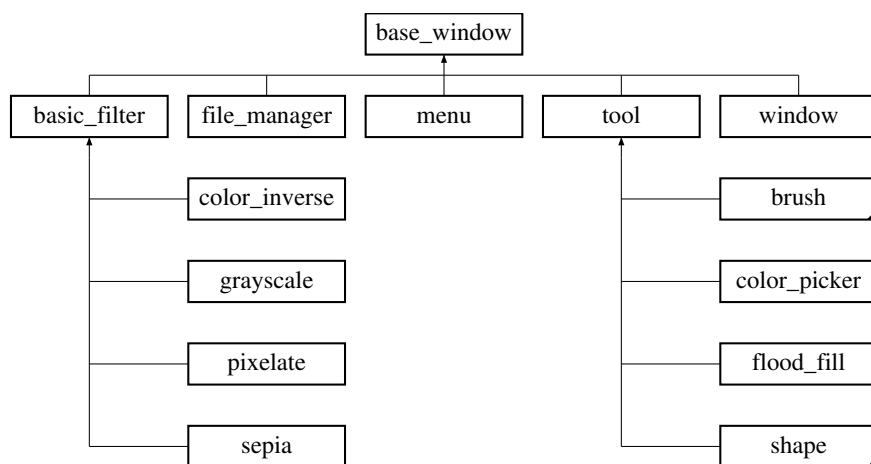 base_window
basic_filter
file_manager
menu
tool
window
color_inverse
brush
grayscale
color_picker
pixelate
flood_fill
sepia
shape